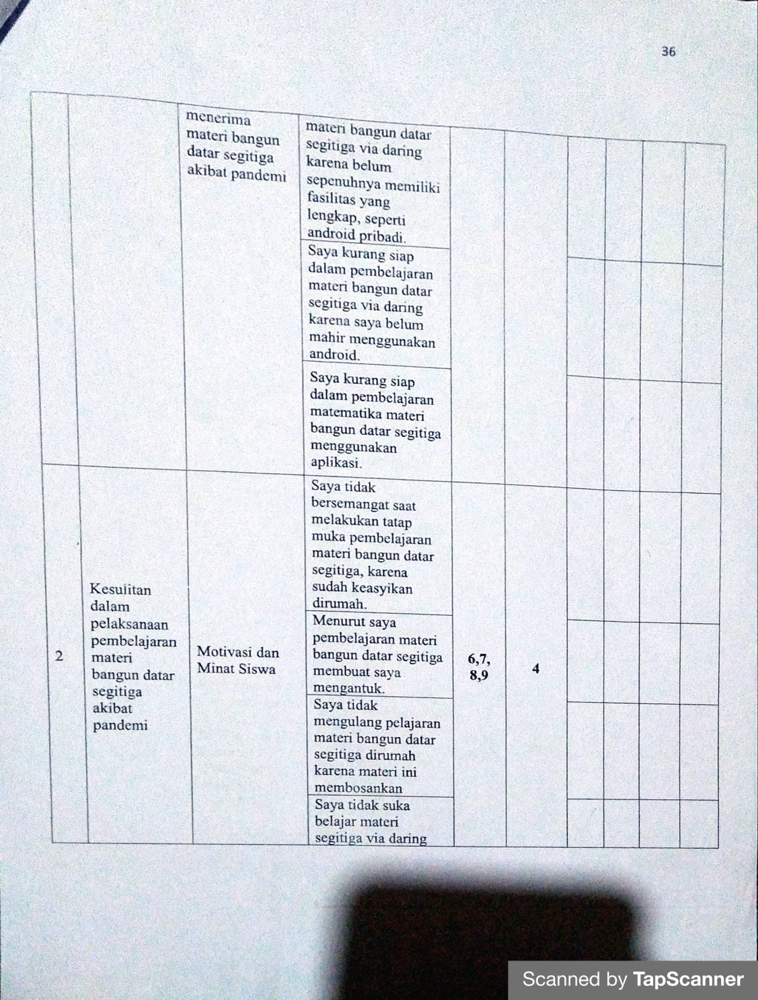 36
menerima
materi bangun
datar segitiga
akibat pandemi
materi bangun datar
segitiga via daring
karena belum
sepenuhnya memiliki
fasilitas yang
lengkap, seperti
android pribadi.
Saya kurang siap
dalam pembelajaran
materi bangun datar
segitiga via daring
karena saya belum
mahir menggunakan
android.
Saya kurang siap
dalam pembelajaran
matematika materi
bangun datar segitiga
menggunakan
aplikasi.
2
Kesulitan
dalam
pelaksanaan
pembelajaran
materi
bangun datar
segitiga
akibat
pandemi
Motivasi dan
Minat Siswa
Saya tidak
bersemangat saat
melakukan tatap
muka pembelajaran
materi bangun datar
segitiga, karena
sudah keasyikan
dirumah.
Menurut saya
pembelajaran materi
bangun datar segitiga
membuat saya
mengantuk.
Saya tidak
mengulang pelajaran
materi bangun datar
segitiga dirumah
karena materi ini
membosankan
Saya tidak suka
belajar materi
segitiga via daring
6,7,
8,9
4
Scanned by TapScanner